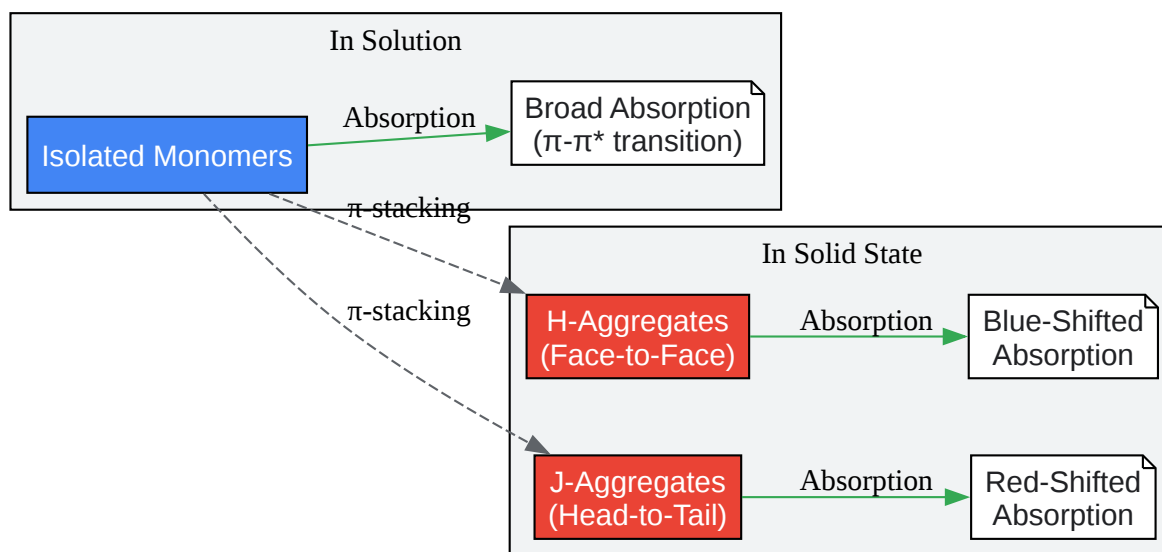 In Solution
Isolated Monomers
Absorption
Broad Absorption
(π-π* transition)
π-stacking
π-stacking
In Solid State
H-Aggregates
(Face-to-Face)
Absorption
Blue-Shifted
Absorption
J-Aggregates
(Head-to-Tail)
Absorption
Red-Shifted
Absorption